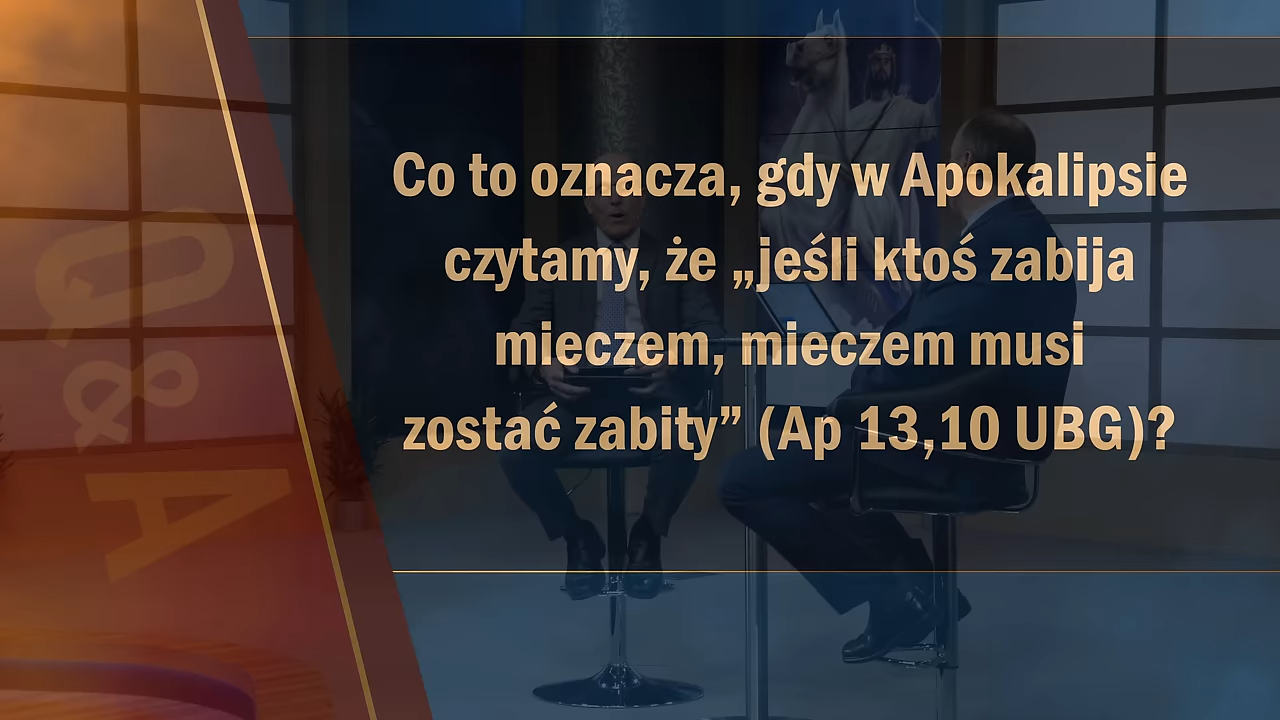 Q&A
Co to oznacza, gdy w Apokalipsie
czytamy, że „jeśli ktoś zabija
mieczem, mieczem musi
zostać zabity” (Ap 13,10 UBG)?